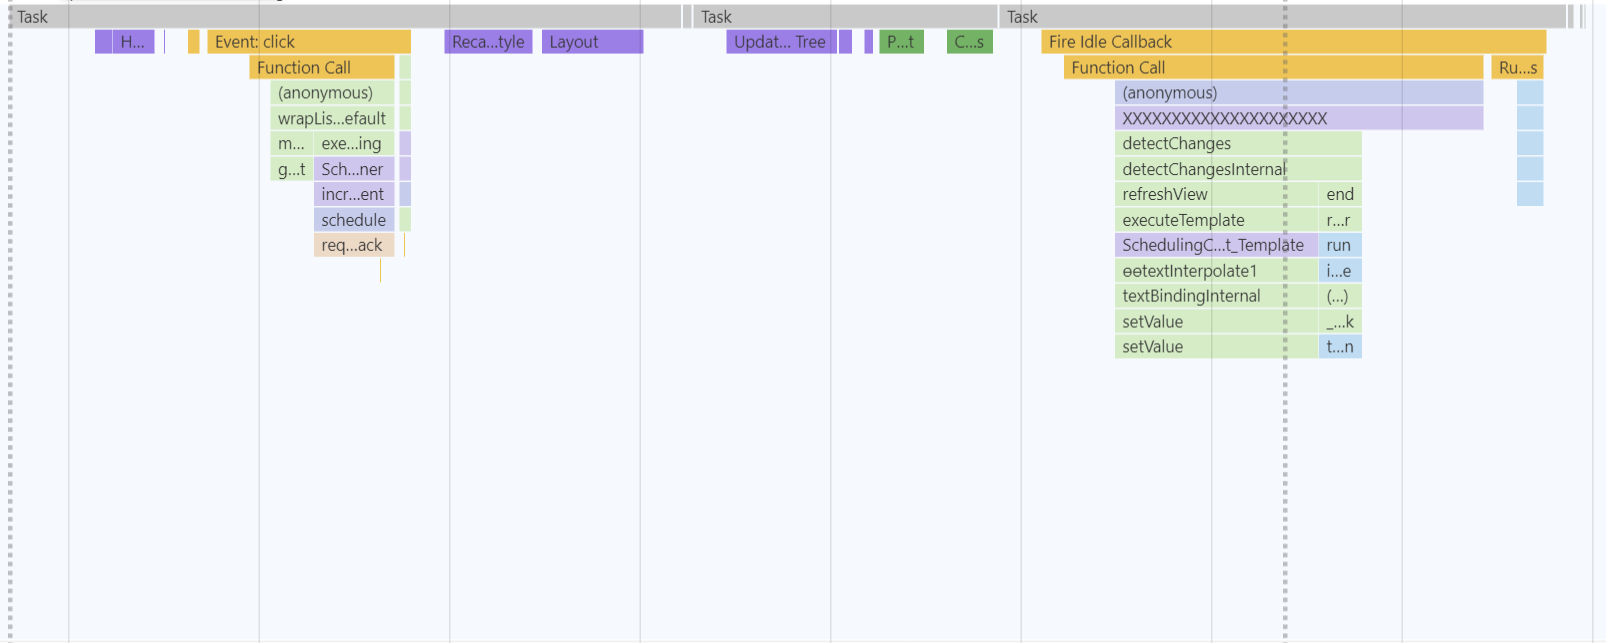 Task Task Task
H... Event: click Reca...tyle Layout Updat... Tree P...t C...s Fire Idle Callback
Function Call Function Call Ru...s
(anonymous) (anonymous)
wrapLis...efault XXXXXXXXXXXXXXXXXXXXX
m... exe...ing detectChanges
g...t Sch...ner detectChangesInternal
incr...ent refreshView end
schedule executeTemplate r...r
req...ack SchedulingC...t_Template run
ɵɵtextInterpolate1 i...e
textBindingInternal (...)
setValue _...k
setValue t...n